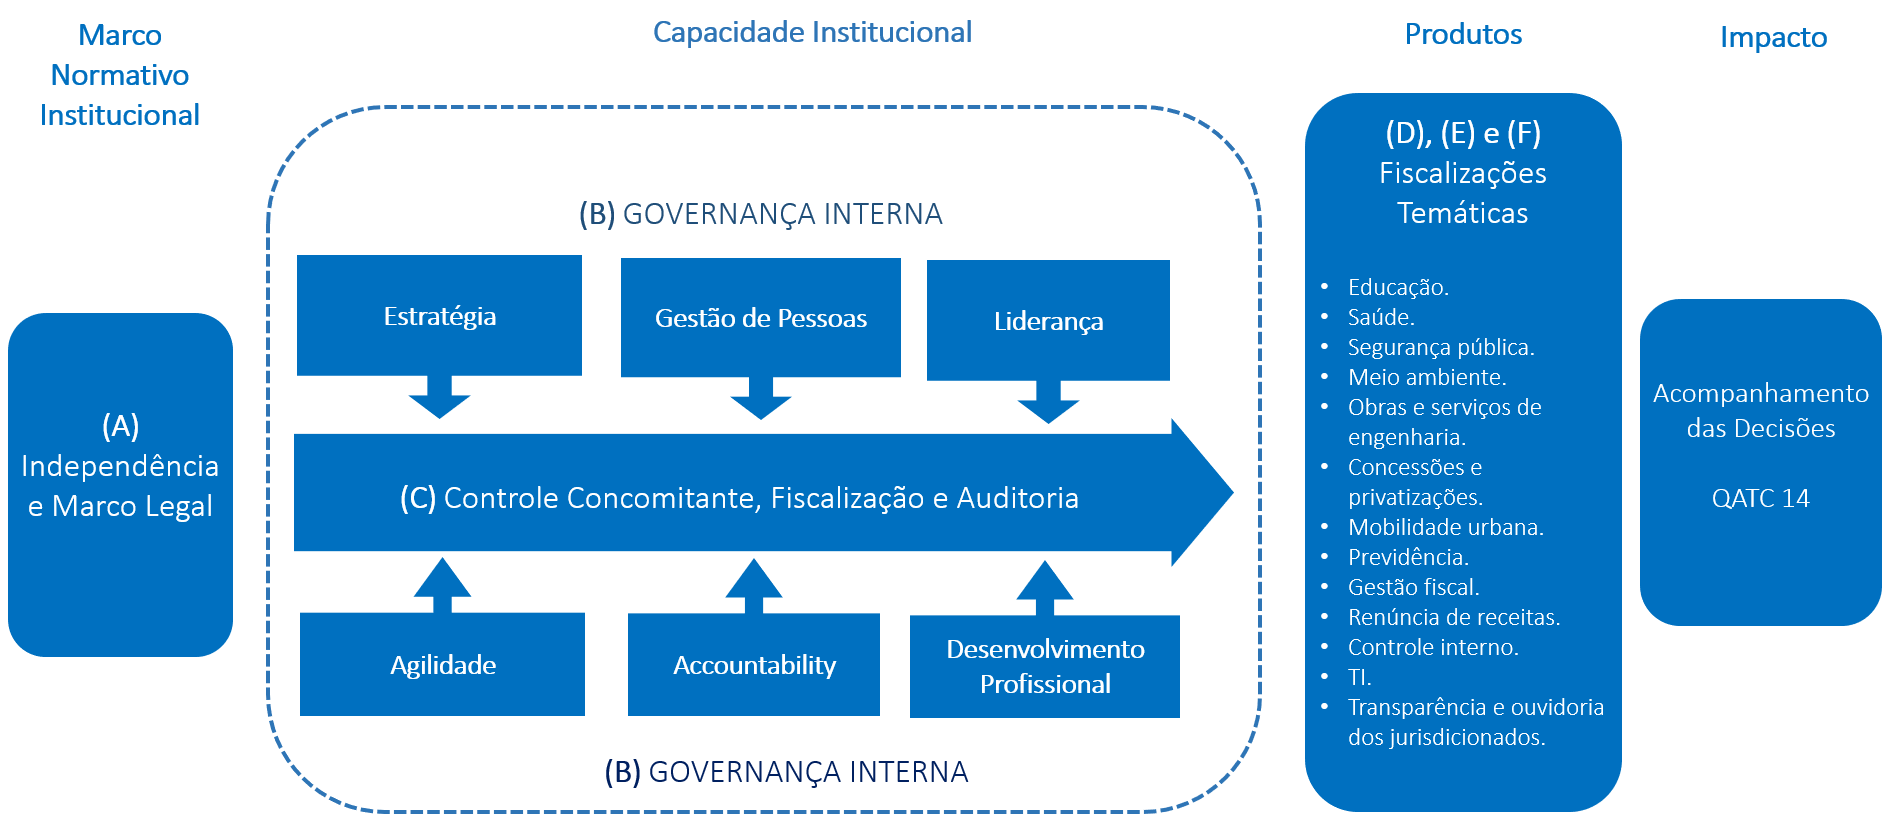 Marco
Normativo
Institucional
Capacidade Institucional
Produtos
Impacto
(A)
Independência
e Marco Legal
(B) GOVERNANÇA INTERNA
Estratégia
Gestão de Pessoas
Liderança
(C) Controle Concomitante, Fiscalização e Auditoria
Agilidade
Accountability
Desenvolvimento
Profissional
(B) GOVERNANÇA INTERNA
(D), (E) e (F)
Fiscalizações
Temáticas
• Educação.
• Saúde.
• Segurança pública.
• Meio ambiente.
• Obras e serviços de
engenharia.
• Concessões e
privatizações.
• Mobilidade urbana.
• Previdência.
• Gestão fiscal.
• Renúncia de receitas.
• Controle interno.
• TI.
• Transparência e ouvidoria
dos jurisdicionados.
Acompanhamento
das Decisões
QATC 14